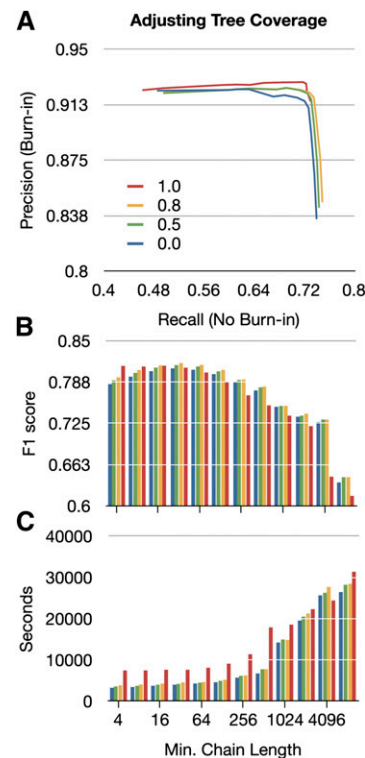 A
Adjusting Tree Coverage
0.95
0.913
0.875
0.838
0.8
Precision (Burn-in)
1.0
0.8
0.5
0.0
0.4 0.48 0.56 0.64 0.72 0.8
Recall (No Burn-in)
B
0.85
0.788
0.725
0.663
0.6
F1 score
C
40000
30000
20000
10000
0
Seconds
4 16 64 256 1024 4096
Min. Chain Length